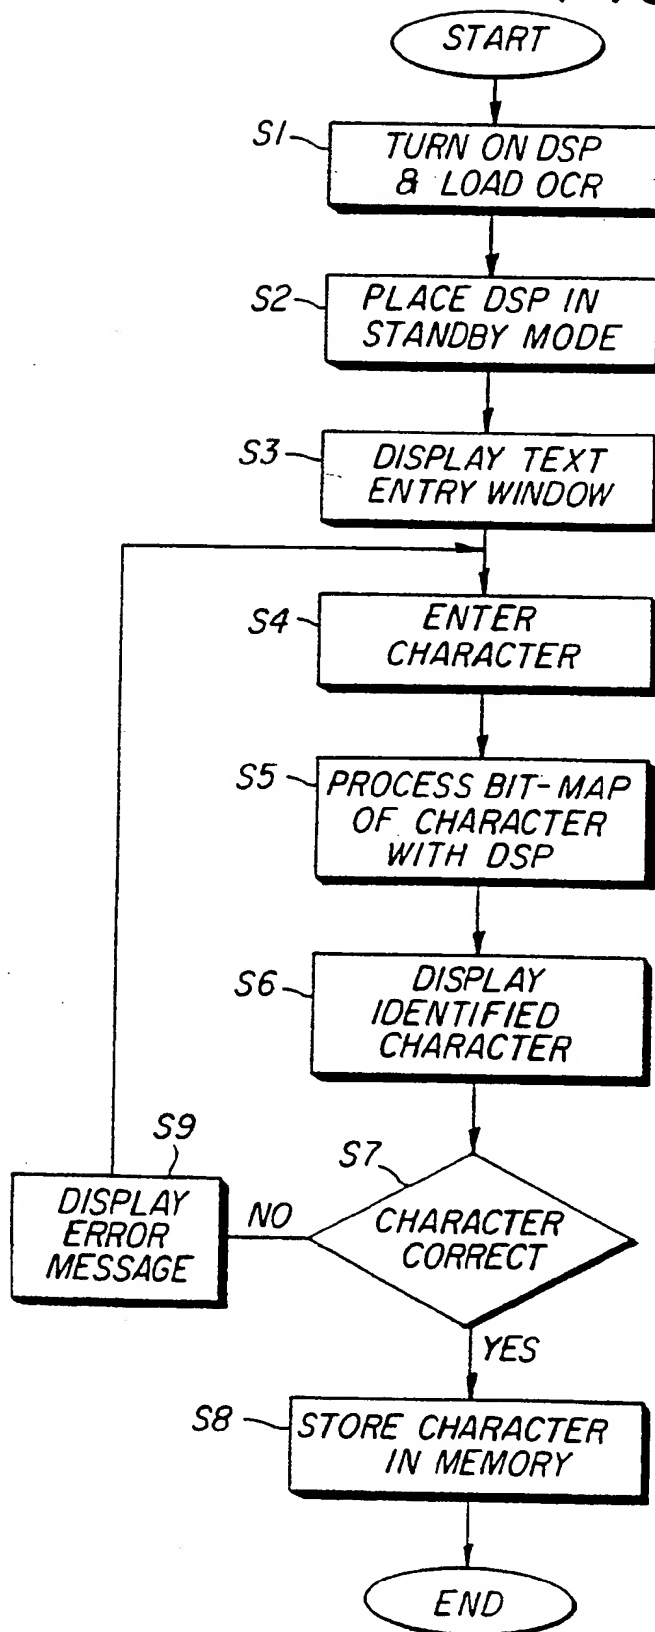 START
S1
TURN ON DSP
& LOAD OCR
S2
PLACE DSP IN
STANDBY MODE
S3
DISPLAY TEXT
ENTRY WINDOW
S4
ENTER
CHARACTER
S5
PROCESS BIT-MAP
OF CHARACTER
WITH DSP
S6
DISPLAY
IDENTIFIED
CHARACTER
S7
CHARACTER
CORRECT
NO
S9
DISPLAY
ERROR
MESSAGE
YES
S8
STORE CHARACTER
IN MEMORY
END